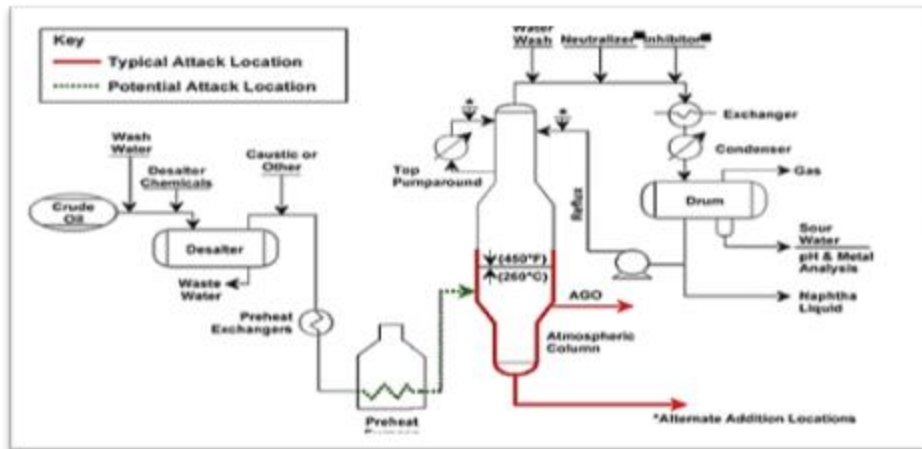 Key
Typical Attack Location
Potential Attack Location
Water
Wash
Neutralizer
Inhibitor
Exchanger
Condenser
Gas
Drum
Sour
Water
pH & Metal
Analysis
Naphtha
Liquid
Reflux
*
*
Top
Pumparound
Wash
Water
Desalter
Chemicals
Caustic or
Other
Crude
Oil
Desalter
Waste
Water
Preheat
Exchangers
Preheat
(450°F)
(260°C)
AGO
Atmospheric
Column
*Alternate Addition Locations